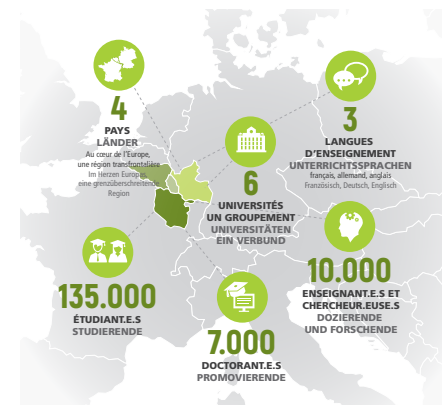 4
PAYS
LÄNDER
Au cœur de l'Europe,
une région transfrontalière
Im Herzen Europas,
eine grenzüberschreitende
Region
3
LANGUES
D'ENSEIGNEMENT
UNTERRICHTSSPRACHEN
français, allemand, anglais
Französisch, Deutsch, Englisch
6
UNIVERSITÉS
UN GROUPEMENT
UNIVERSITÄTEN
EIN VERBUND
135.000
ÉTUDIANT.E.S
STUDIERENDE
10.000
ENSEIGNANT.E.S ET
CHERCHEUR.EUSE.S
DOZIERENDE
UND FORSCHENDE
7.000
DOCTORANT.E.S
PROMOVIERENDE